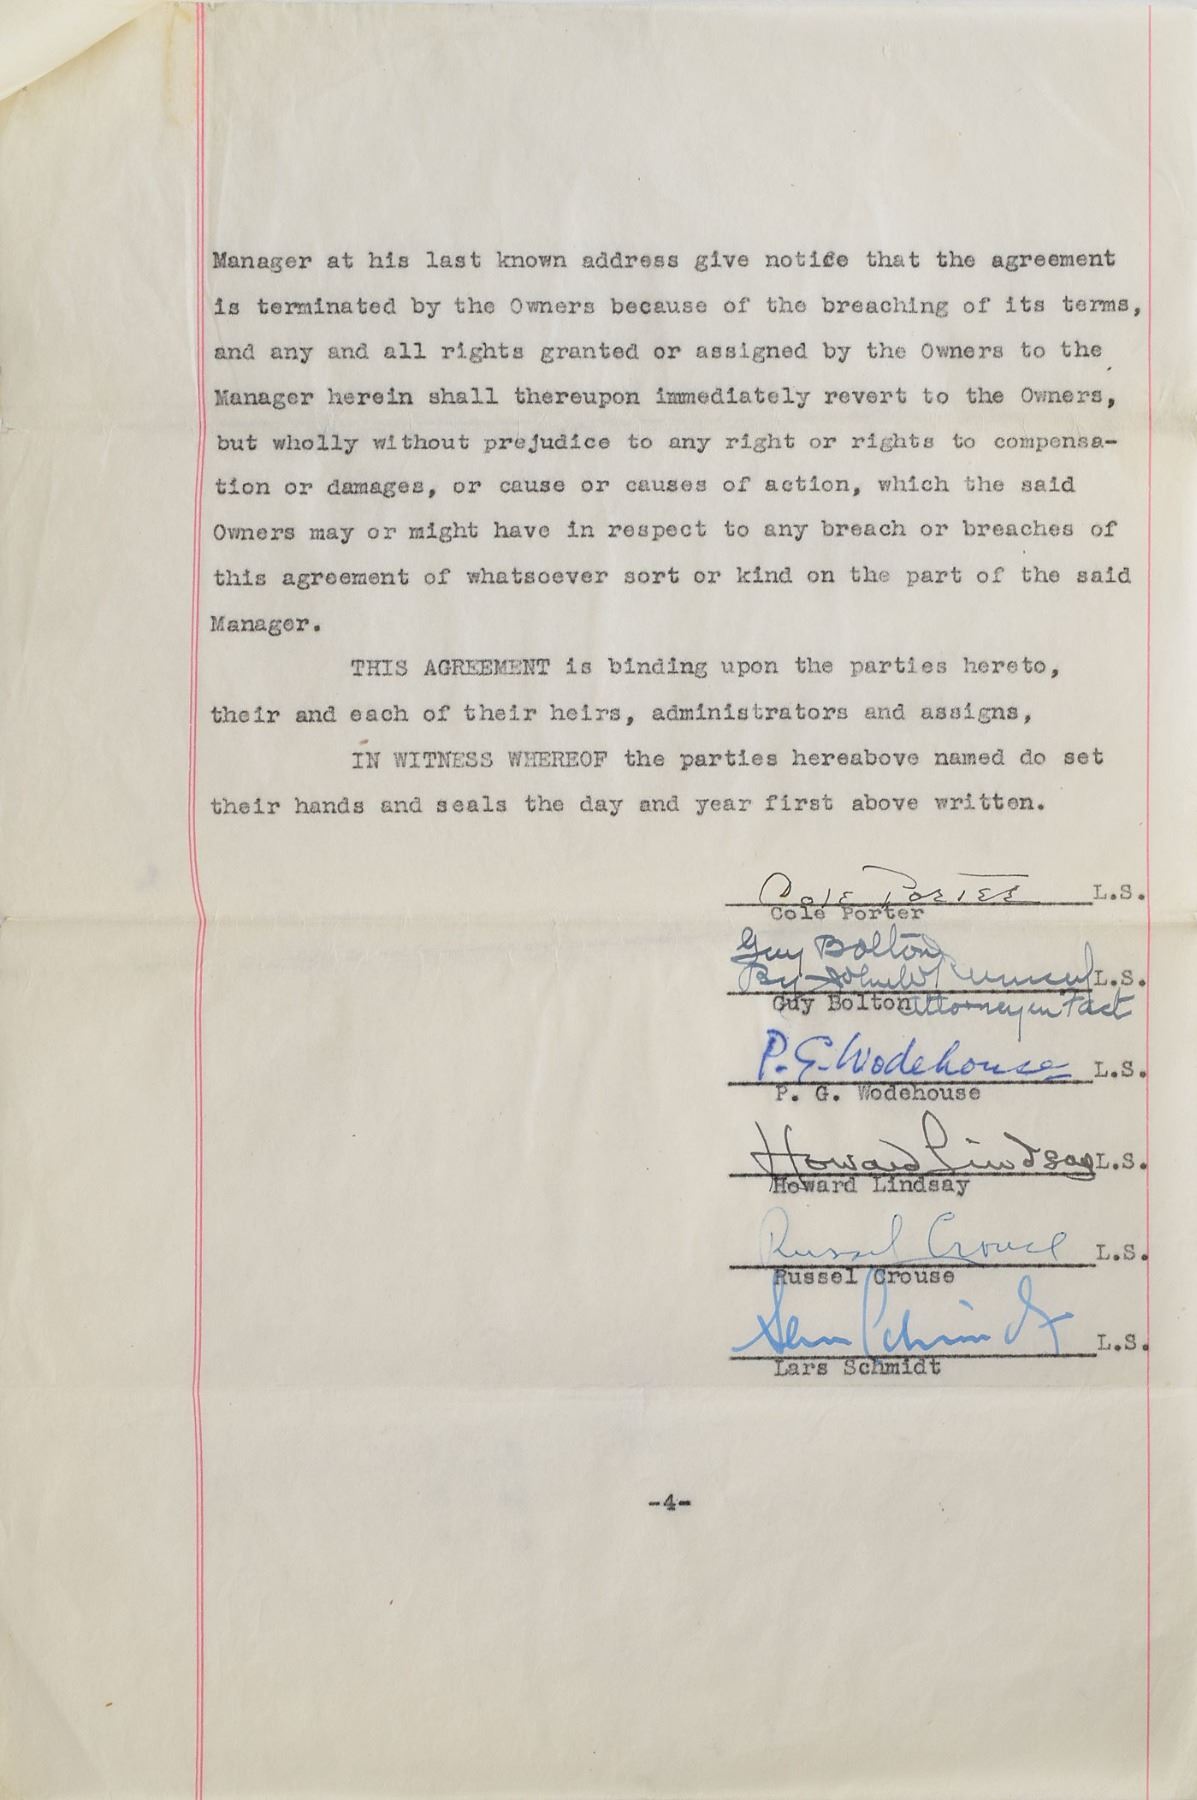 Manager at his last known address give notice that the agreement
is terminated by the Owners because of the breaching of its terms,
and any and all rights granted or assigned by the Owners to the
Manager herein shall thereupon immediately revert to the Owners,
but wholly without prejudice to any right or rights to compensa-
tion or damages, or cause or causes of action, which the said
Owners may or might have in respect to any breach or breaches of
this agreement of whatsoever sort or kind on the part of the said
Manager.
THIS AGREEMENT is binding upon the parties hereto,
their and each of their heirs, administrators and assigns,
IN WITNESS WHEREOF the parties hereabove named do set
their hands and seals the day and year first above written.
Cole Porter L.S.
Cole Porter
Guy Bolton
By John W. L.S.
Guy Bolton Attorney in Fact
P. G. Wodehouse L.S.
P. G. Wodehouse
Howard Lindsay L.S.
Howard Lindsay
Russel Crouse L.S.
Russel Crouse
Lars Schmidt L.S.
Lars Schmidt
-4-